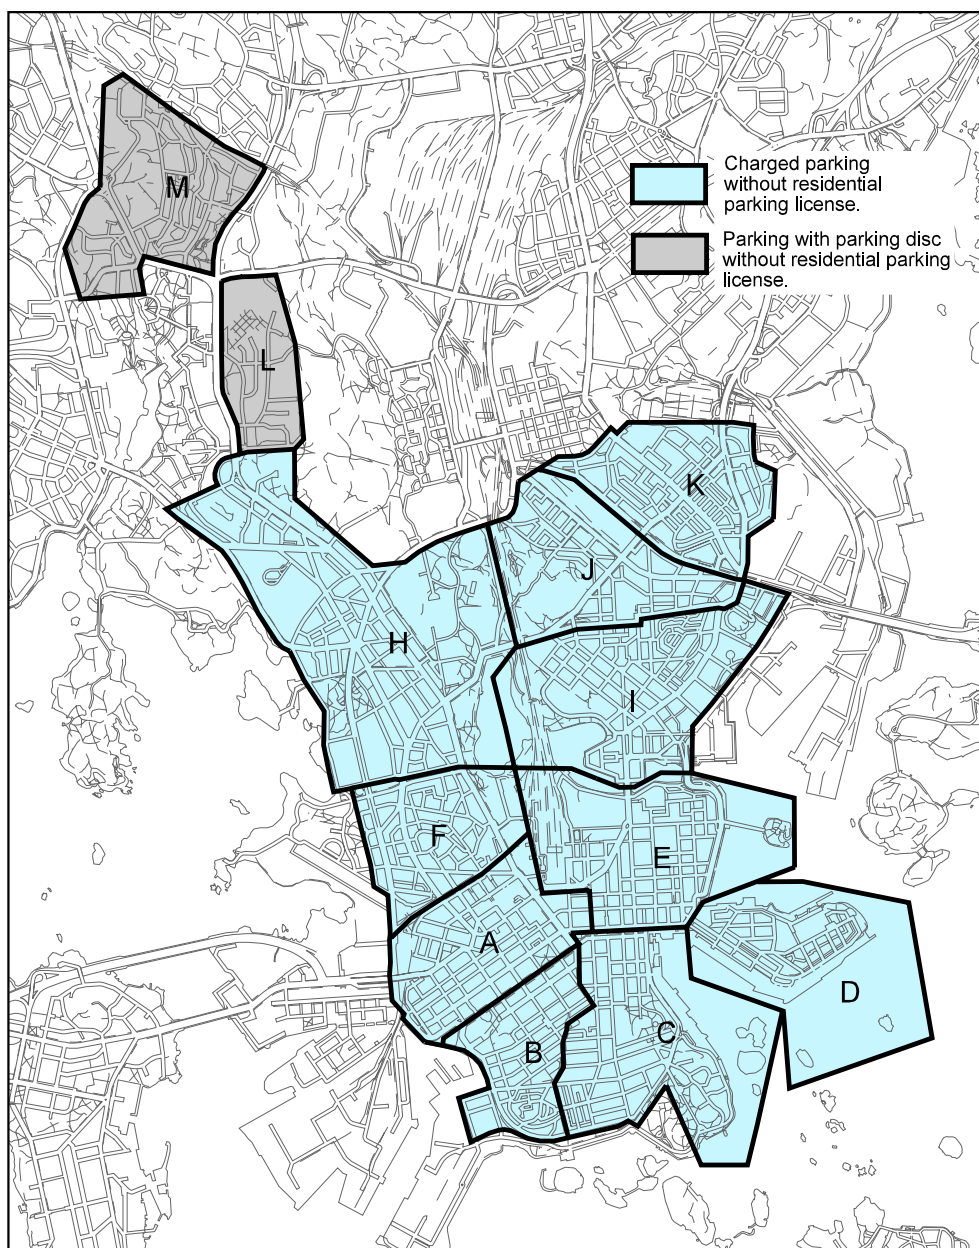 Charged parking
without residential
parking license.
Parking with parking disc
without residential parking
license.
M
L
K
J
H
I
F
E
A
D
C
B